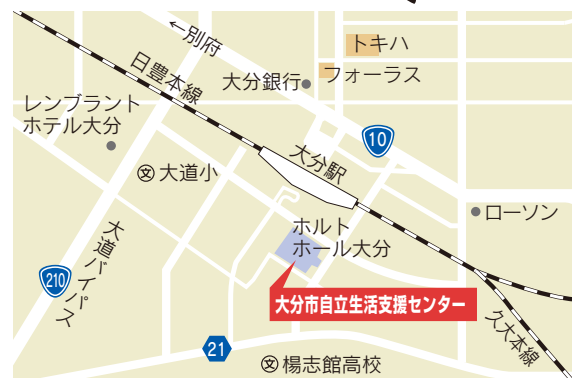 ←別府
トキハ
フォーラス
大分銀行
日豊本線
レンブラント
ホテル大分
10
大分駅
文 大道小
ローソン
ホルト
ホール大分
大道バイパス
210
大分市自立生活支援センター
久大本線
21
文 楊志館高校